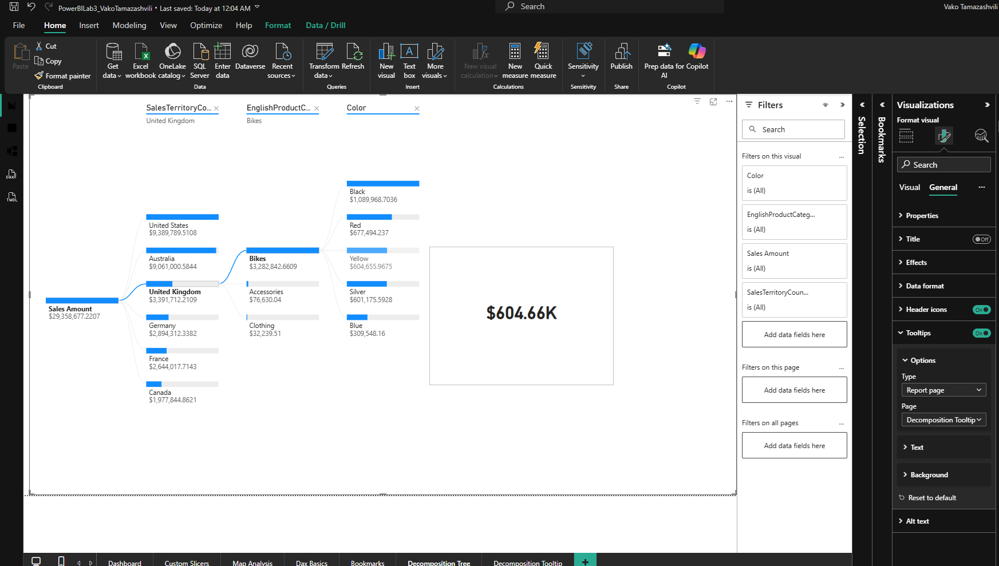 PowerBILab3_VakoTamazashvili • Last saved: Today at 12:04 AM
Search
Vako Tamazashvili
File
Home
Insert
Modeling
View
Optimize
Help
Format
Data / Drill
Paste
Cut
Copy
Format painter
Clipboard
Get data
Excel workbook
OneLake catalog
SQL Server
Enter data
Dataverse
Recent sources
Data
Transform data
Refresh
Queries
New visual
Text box
More visuals
Insert
New visual calculation
New measure
Quick measure
Calculations
Sensitivity
Sensitivity
Publish
Share
Prep data for AI
Copilot
Copilot
DAX
TMDL
SalesTerritoryCo...
United Kingdom
EnglishProductC...
Bikes
Color
Sales Amount
$29,358,677.2207
United States
$9,389,789.5108
Australia
$9,061,000.5844
United Kingdom
$3,391,712.2109
Germany
$2,894,312.3382
France
$2,644,017.7143
Canada
$1,977,844.8621
Bikes
$3,282,842.6609
Accessories
$76,630.04
Clothing
$32,239.51
Black
$1,089,968.7036
Red
$677,494.237
Yellow
$604,655.9675
Silver
$601,175.5928
Blue
$309,548.16
$604.66K
Filters
Search
Filters on this visual
Color
is (All)
EnglishProductCateg...
is (All)
Sales Amount
is (All)
SalesTerritoryCoun...
is (All)
Add data fields here
Filters on this page
Add data fields here
Filters on all pages
Add data fields here
Selection
Bookmarks
Visualizations
Format visual
Search
Visual
General
Properties
Title
Off
Effects
Data format
Header icons
On
Tooltips
On
Options
Type
Report page
Page
Decomposition Tooltip
Text
Background
Reset to default
Alt text
Dashboard
Custom Slicers
Map Analysis
Dax Basics
Bookmarks
Decomposition Tree
Decomposition Tooltip